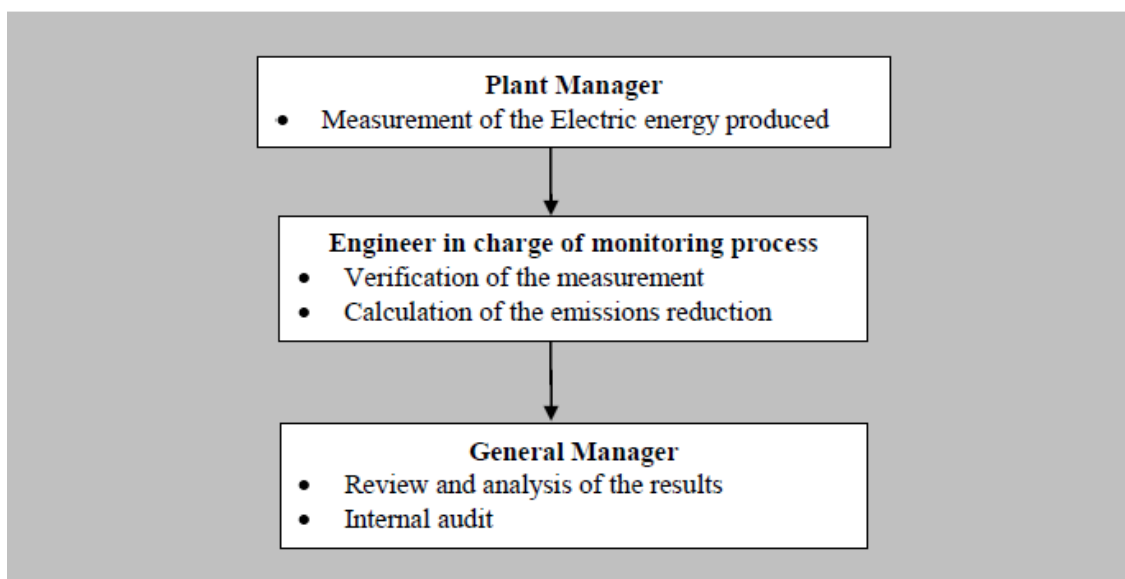 Plant Manager
• Measurement of the Electric energy produced
Engineer in charge of monitoring process
• Verification of the measurement
• Calculation of the emissions reduction
General Manager
• Review and analysis of the results
• Internal audit